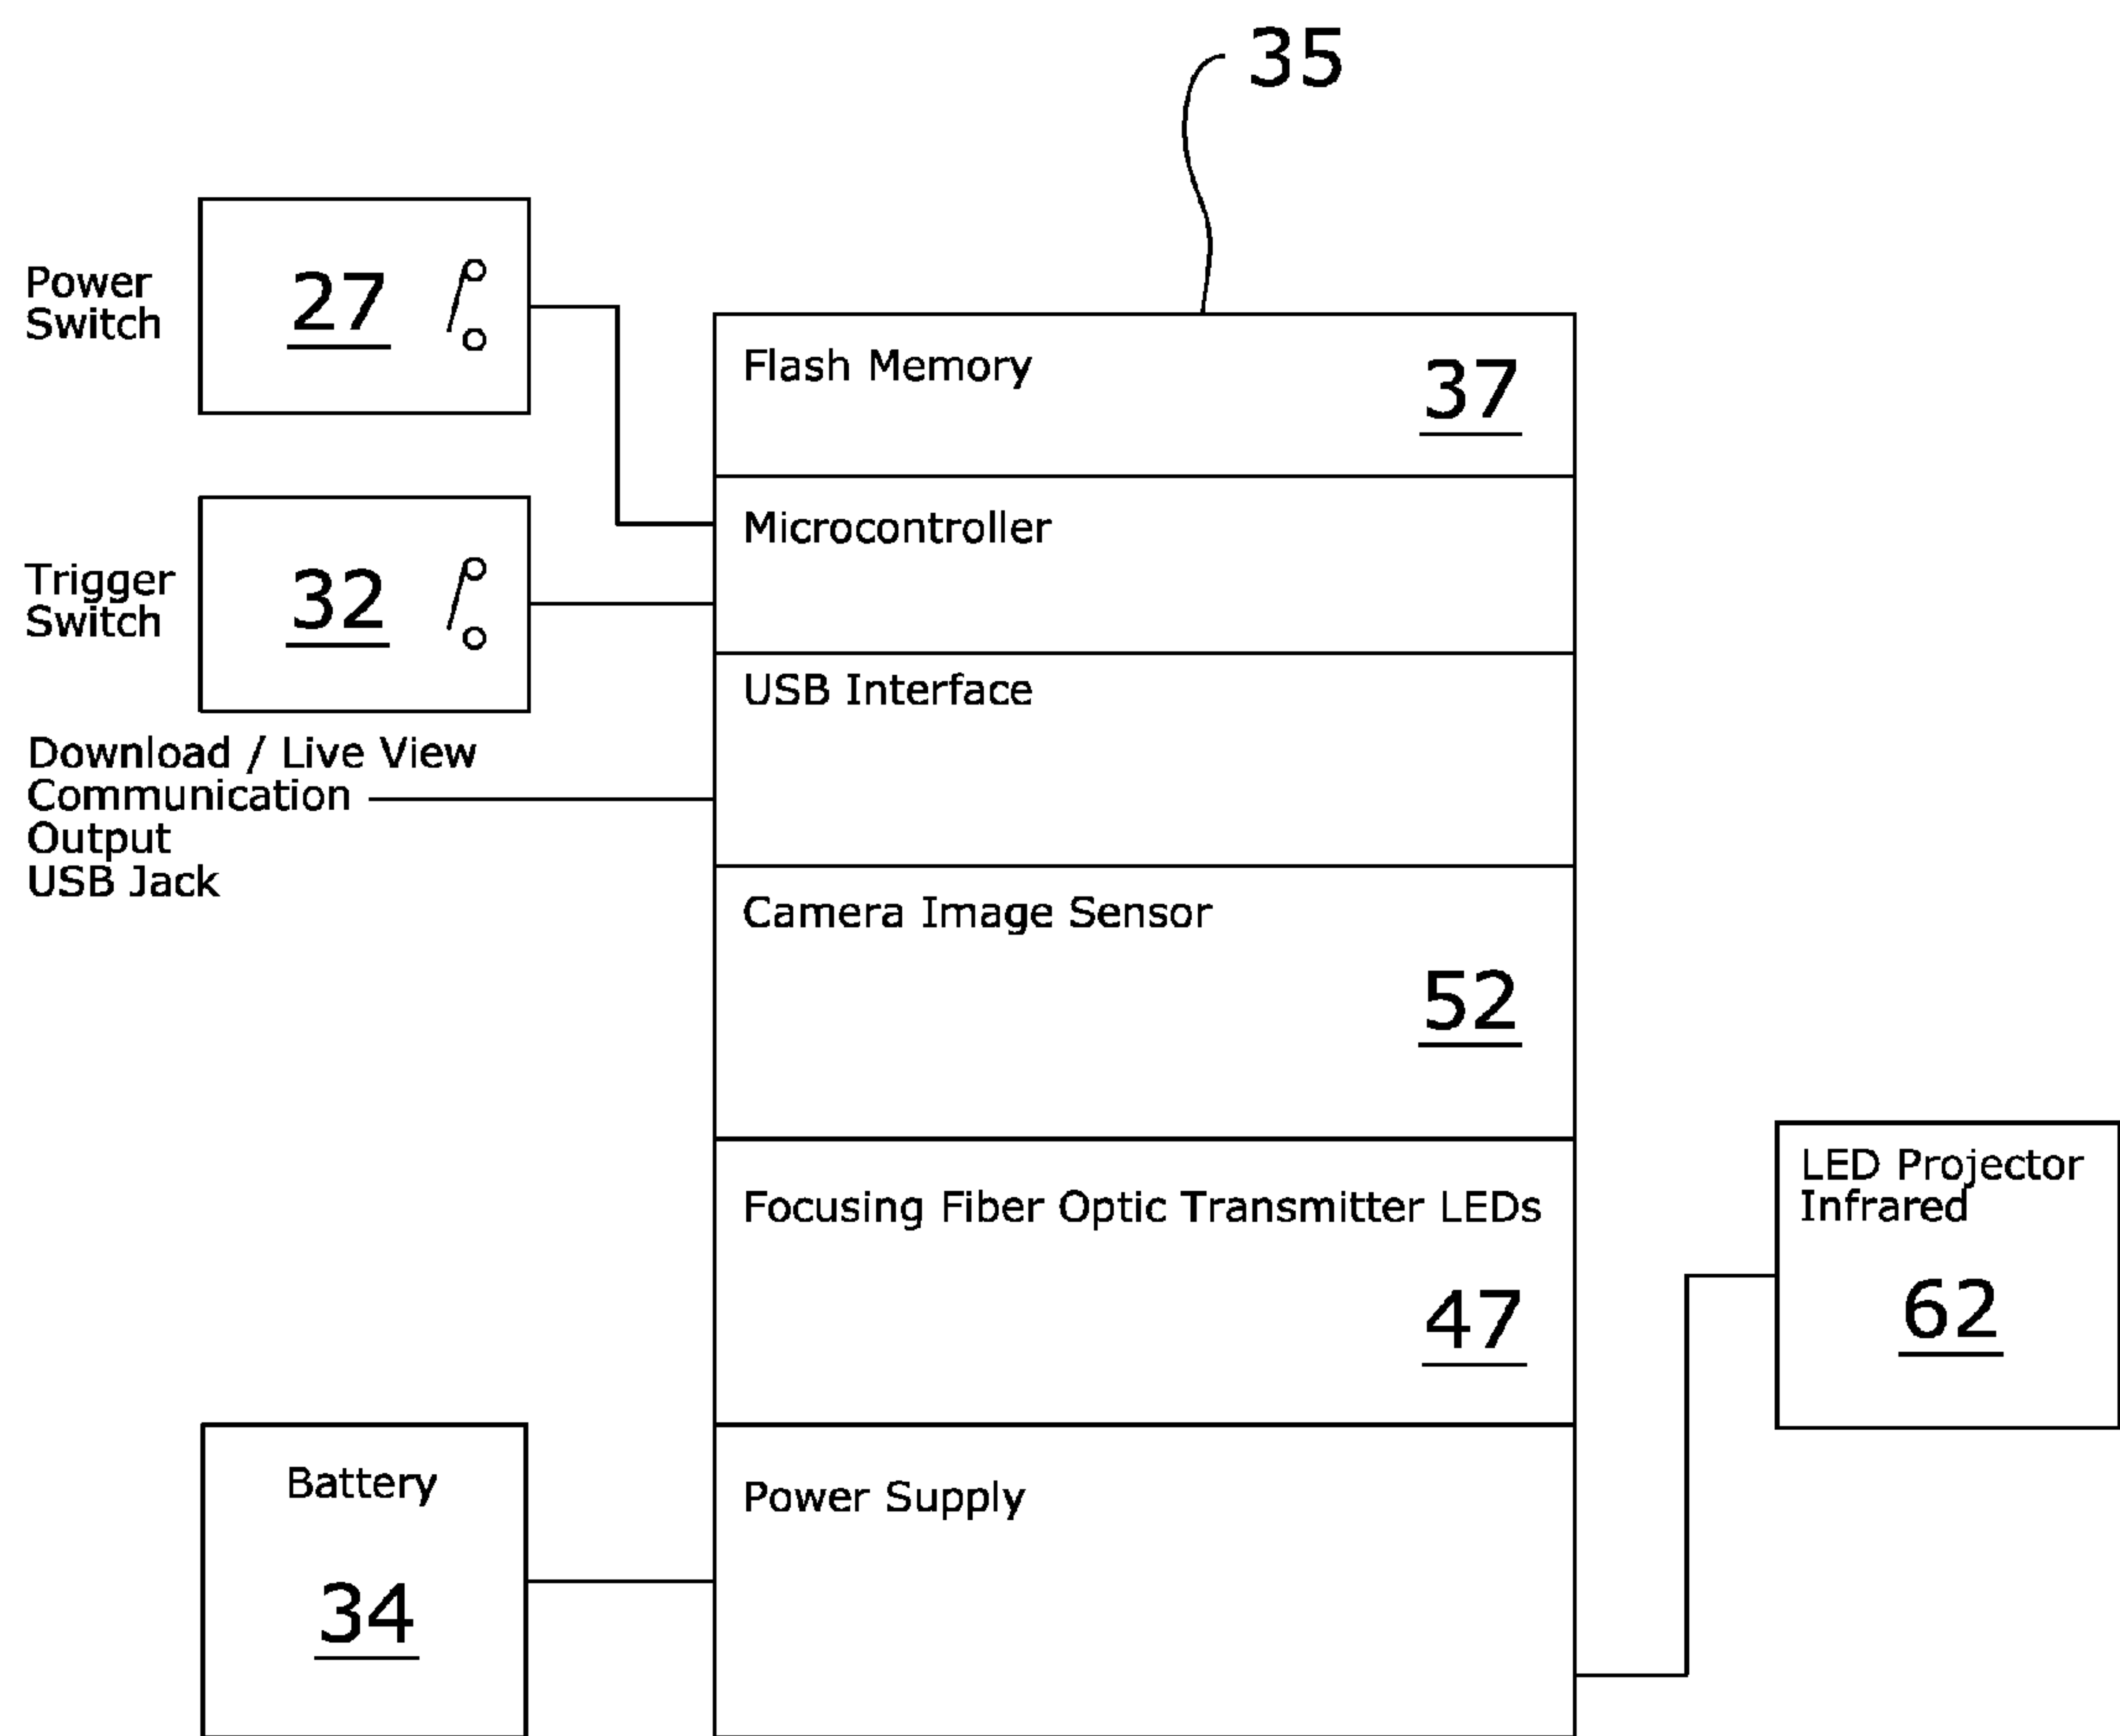 35
Power
Switch
27
Flash Memory
37
Microcontroller
Trigger
Switch
32
USB Interface
Download / Live View
Communication
Output
USB Jack
Camera Image Sensor
52
Focusing Fiber Optic Transmitter LEDs
47
LED Projector
Infrared
62
Battery
34
Power Supply